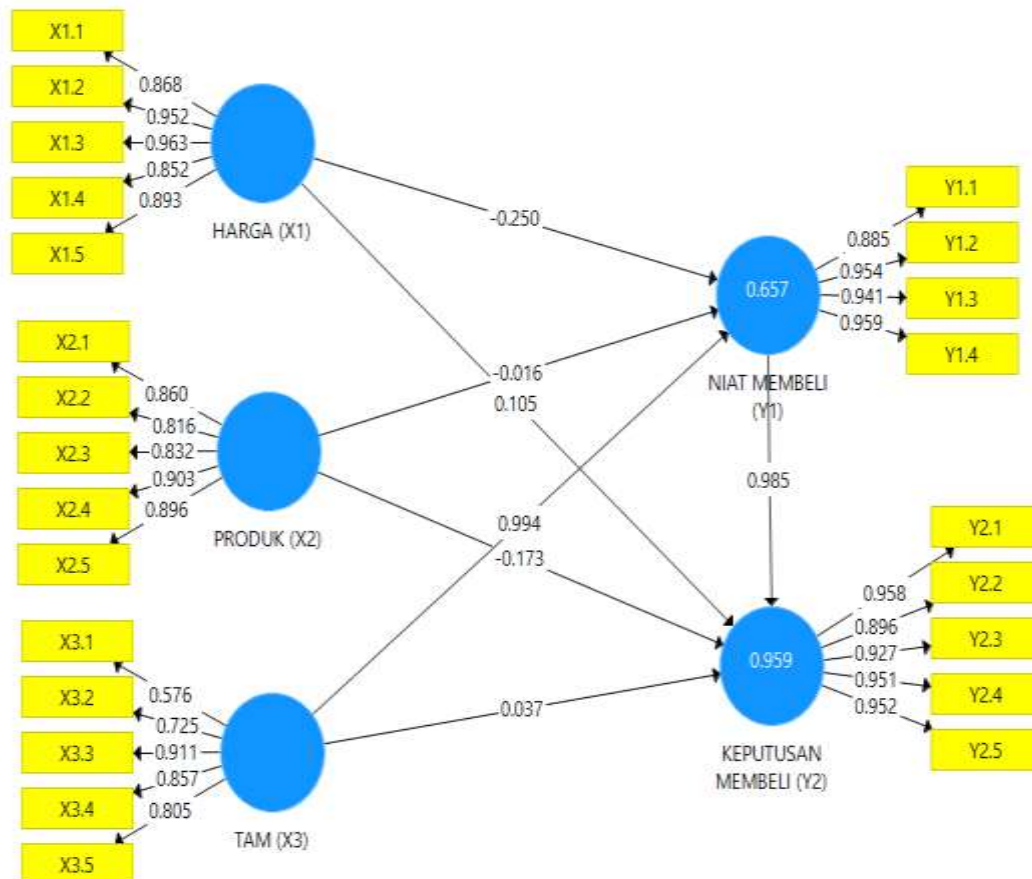 X1.1
0.868
X1.2
0.952
X1.3
0.963
X1.4
0.852
X1.5
0.893
HARGA (X1)
-0.250
X2.1
0.860
X2.2
0.816
X2.3
0.832
X2.4
0.903
X2.5
0.896
PRODUK (X2)
-0.016
0.105
-0.173
X3.1
0.576
X3.2
0.725
X3.3
0.911
X3.4
0.857
X3.5
0.805
TAM (X3)
0.994
0.037
0.657
NIAT MEMBELI
(Y1)
Y1.1
0.885
Y1.2
0.954
Y1.3
0.941
Y1.4
0.959
0.985
0.959
KEPUTUSAN
MEMBELI (Y2)
Y2.1
0.958
Y2.2
0.896
Y2.3
0.927
Y2.4
0.951
Y2.5
0.952